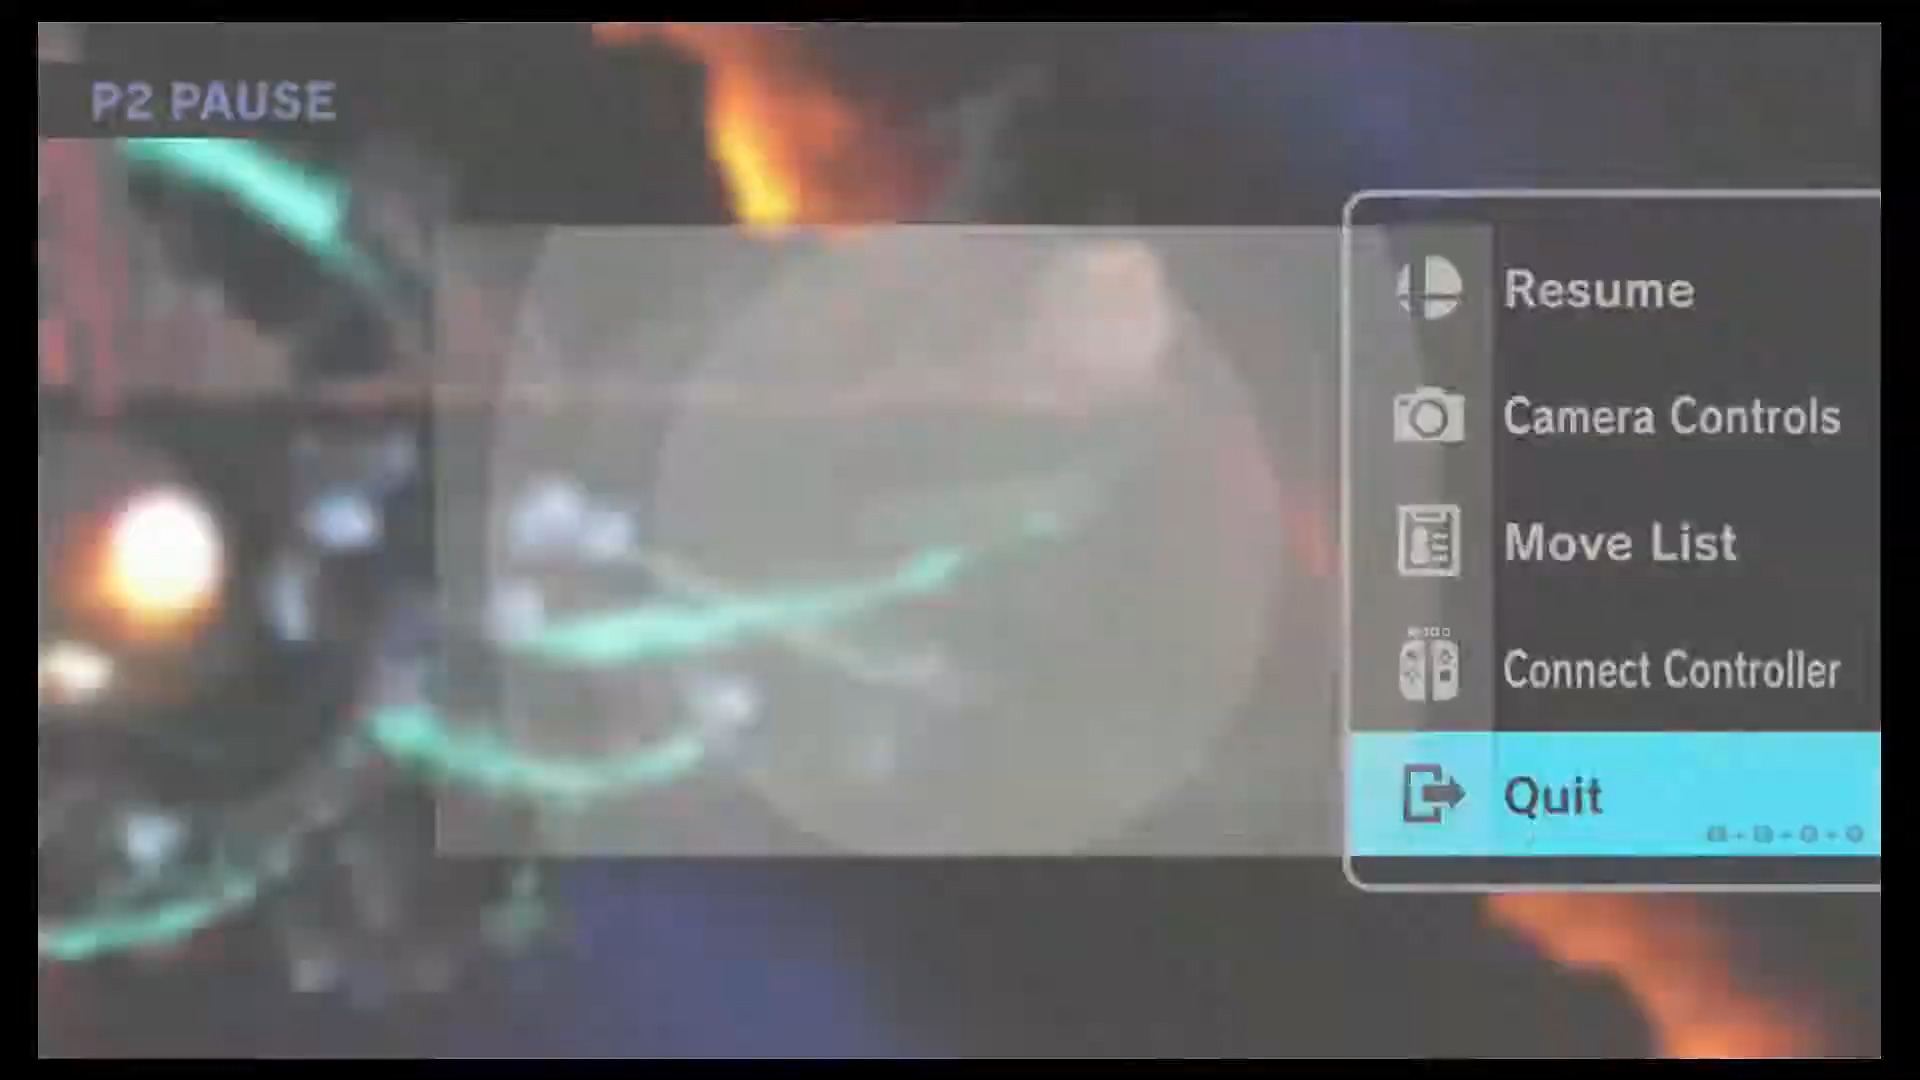 P2 PAUSE
Resume
Camera Controls
Move List
Connect Controller
Quit